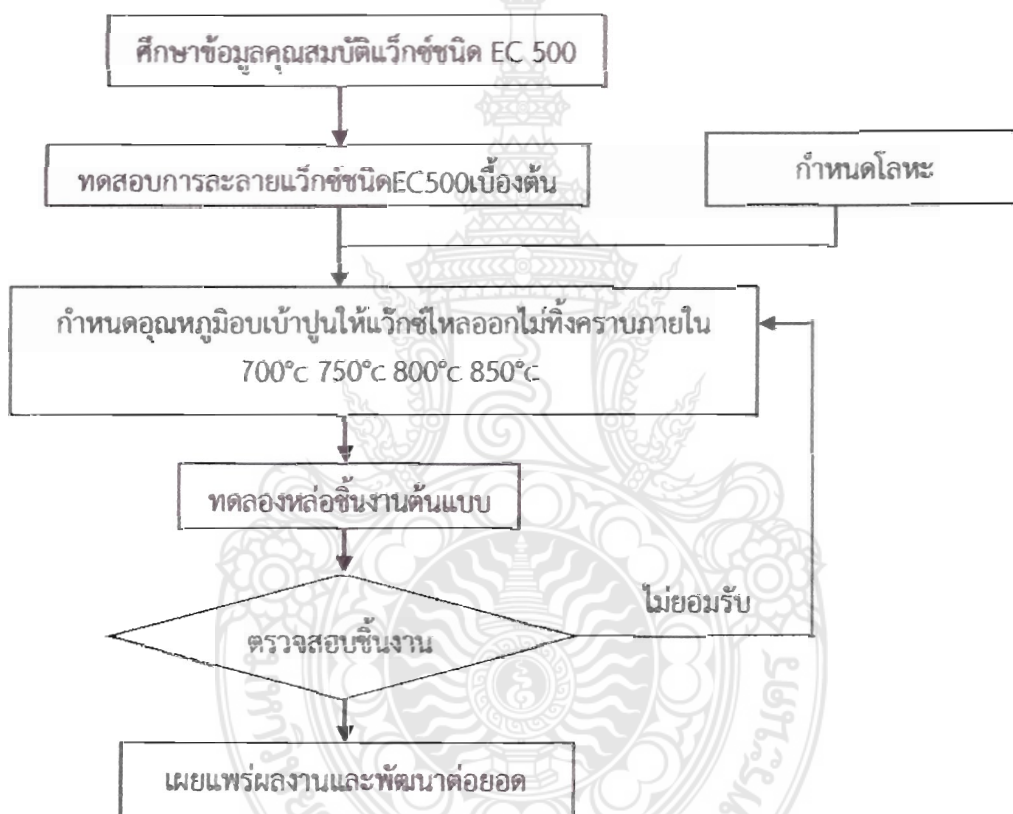 ศึกษาข้อมูลคุณสมบัติแว็กซ์ชนิด EC 500
ทดสอบการละลายแว็กซ์ชนิดEC500เบื้องต้น
กำหนดโลหะ
กำหนดอุณหภูมิอบเบ้าปูนให้แว๊กซ์ไหลออกไม่ทิ้งคราบภายใน
700°c 750°c 800°c 850°c
ทดลองหล่อชิ้นงานต้นแบบ
ไม่ยอมรับ
ตรวจสอบชิ้นงาน
เผยแพร่ผลงานและพัฒนาต่อยอด
พระนคร